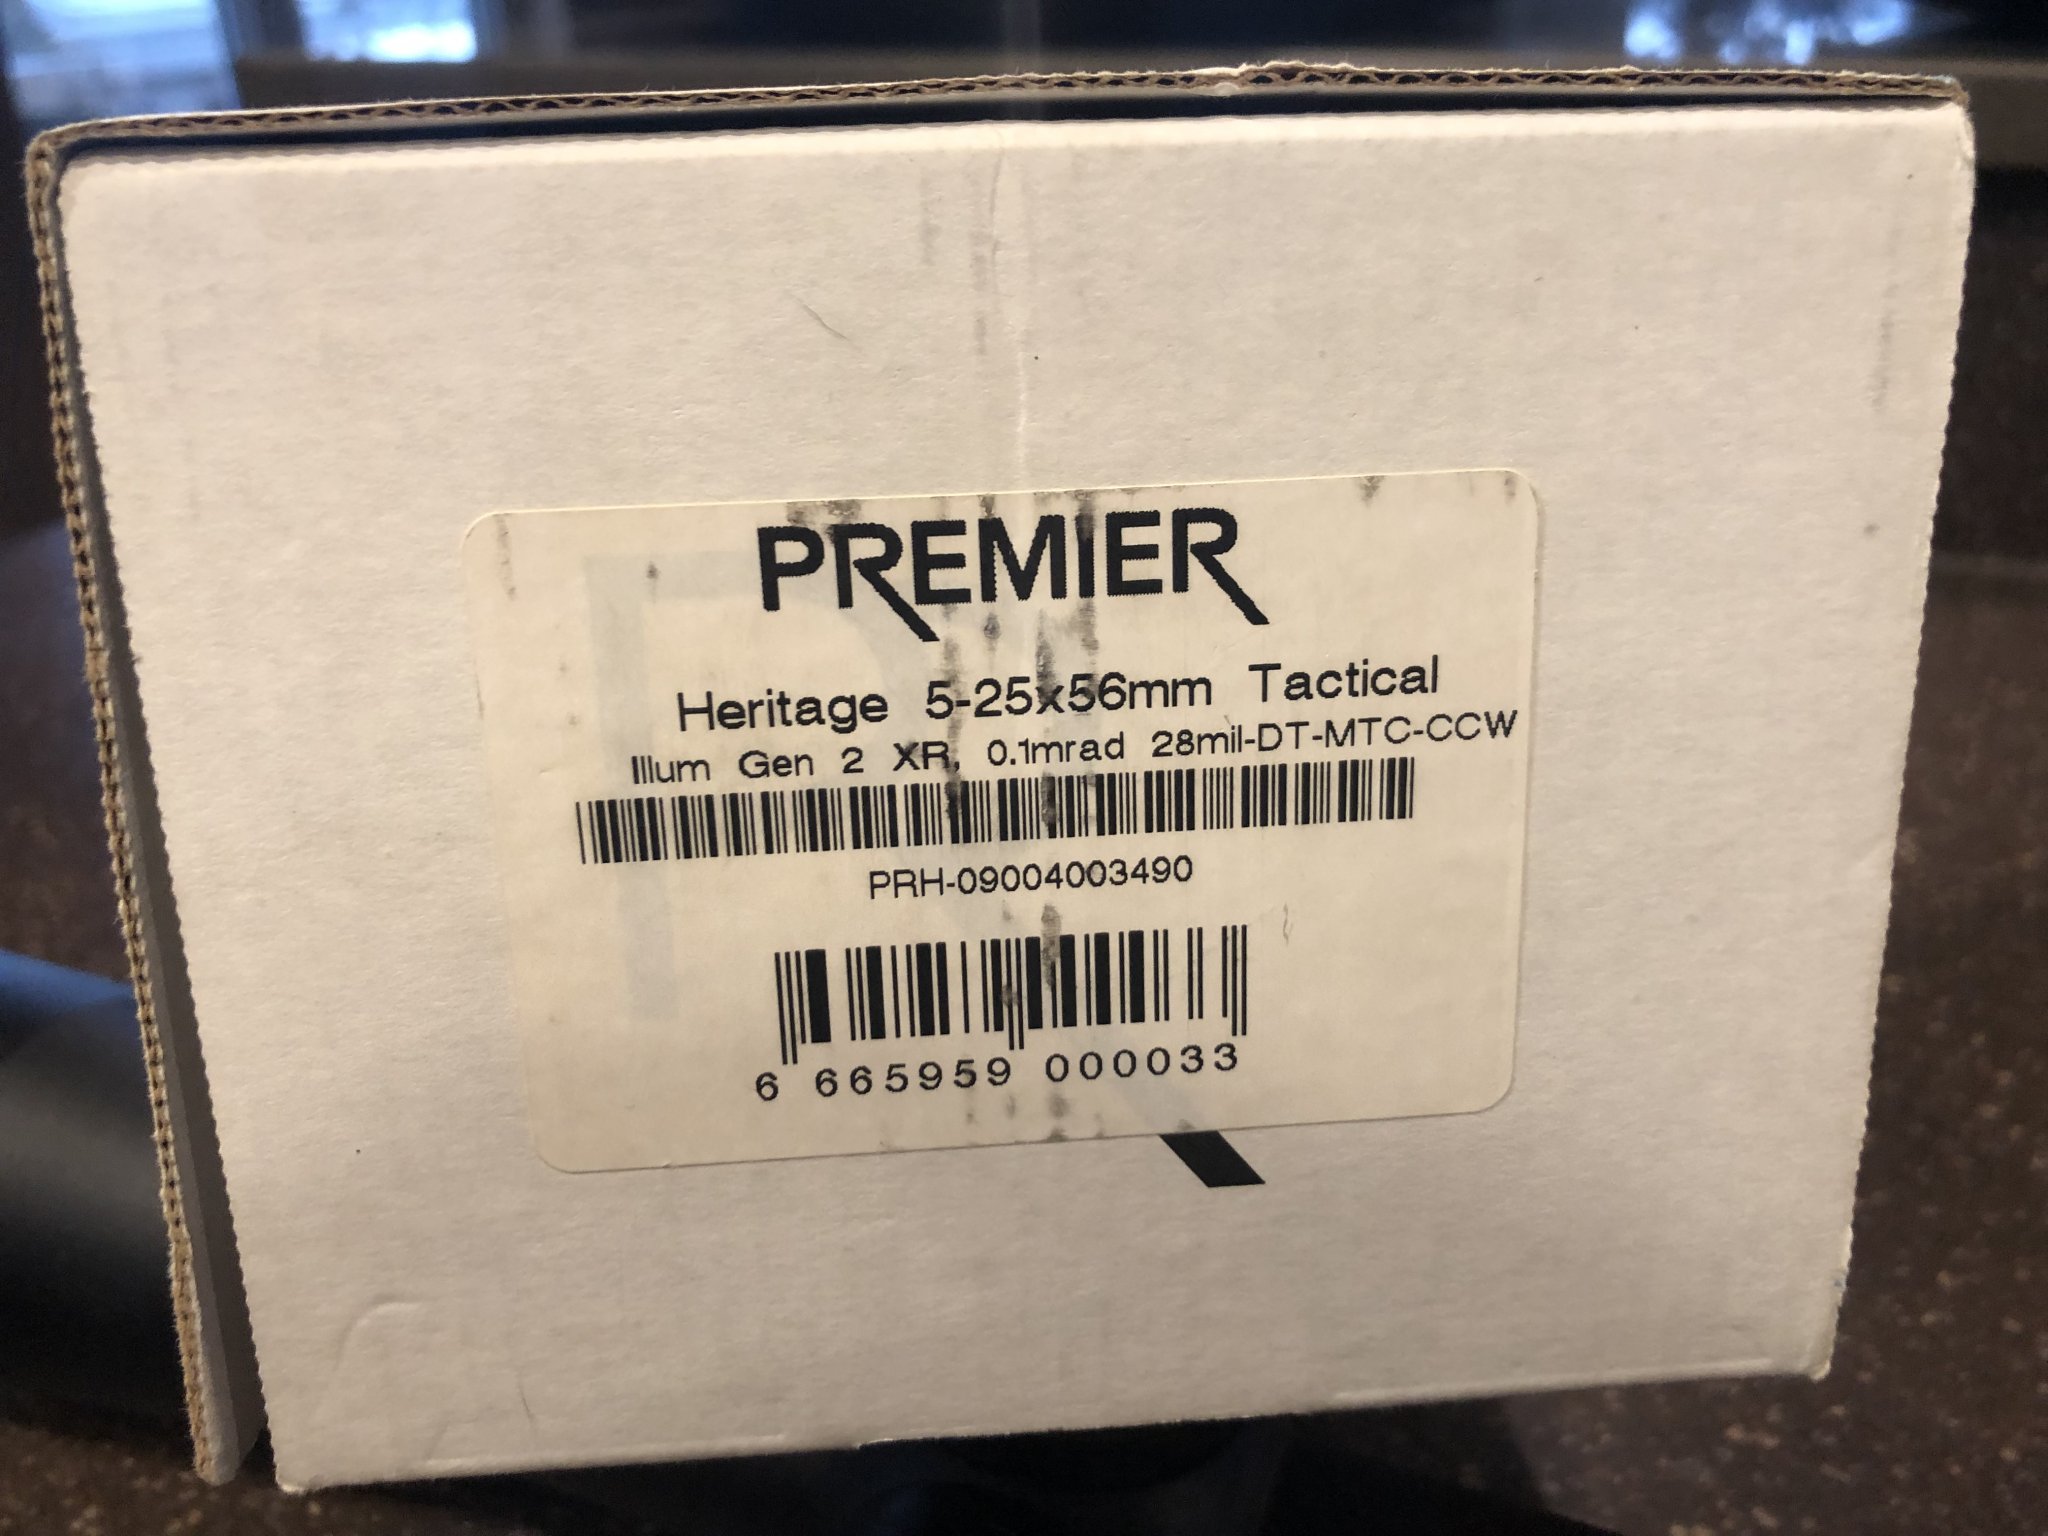 PREMIER
Heritage 5-25x56mm Tactical
Illum Gen 2 XR, 0.1mrad 28mil-DT-MTC-CCW
PRH-09004003490
6 665959 000033